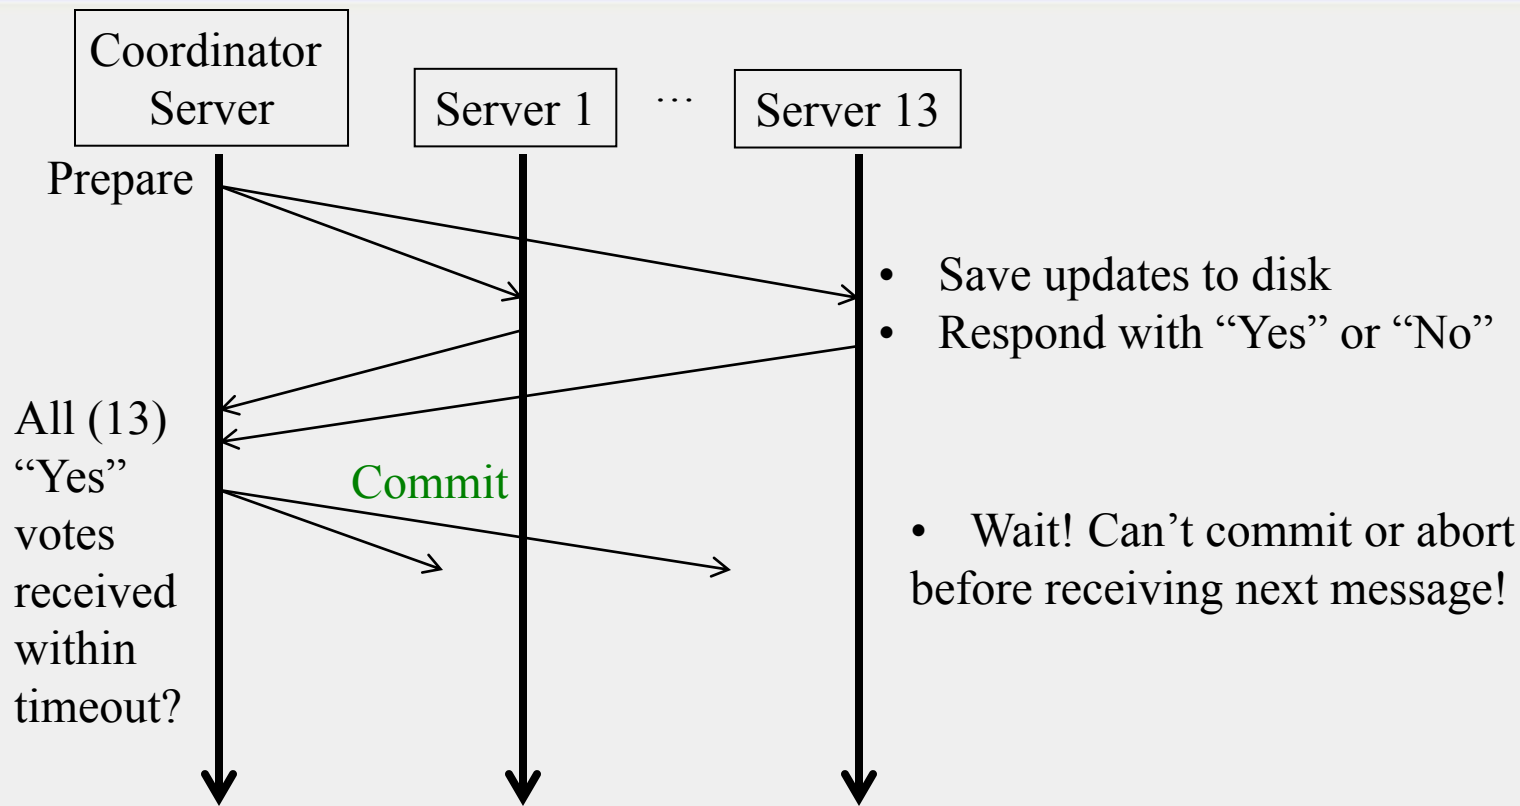 Coordinator
Server
Server 1
…
Server 13
Prepare
• Save updates to disk
• Respond with “Yes” or “No”
All (13)
“Yes”
votes
received
within
timeout?
Commit
• Wait! Can’t commit or abort
before receiving next message!